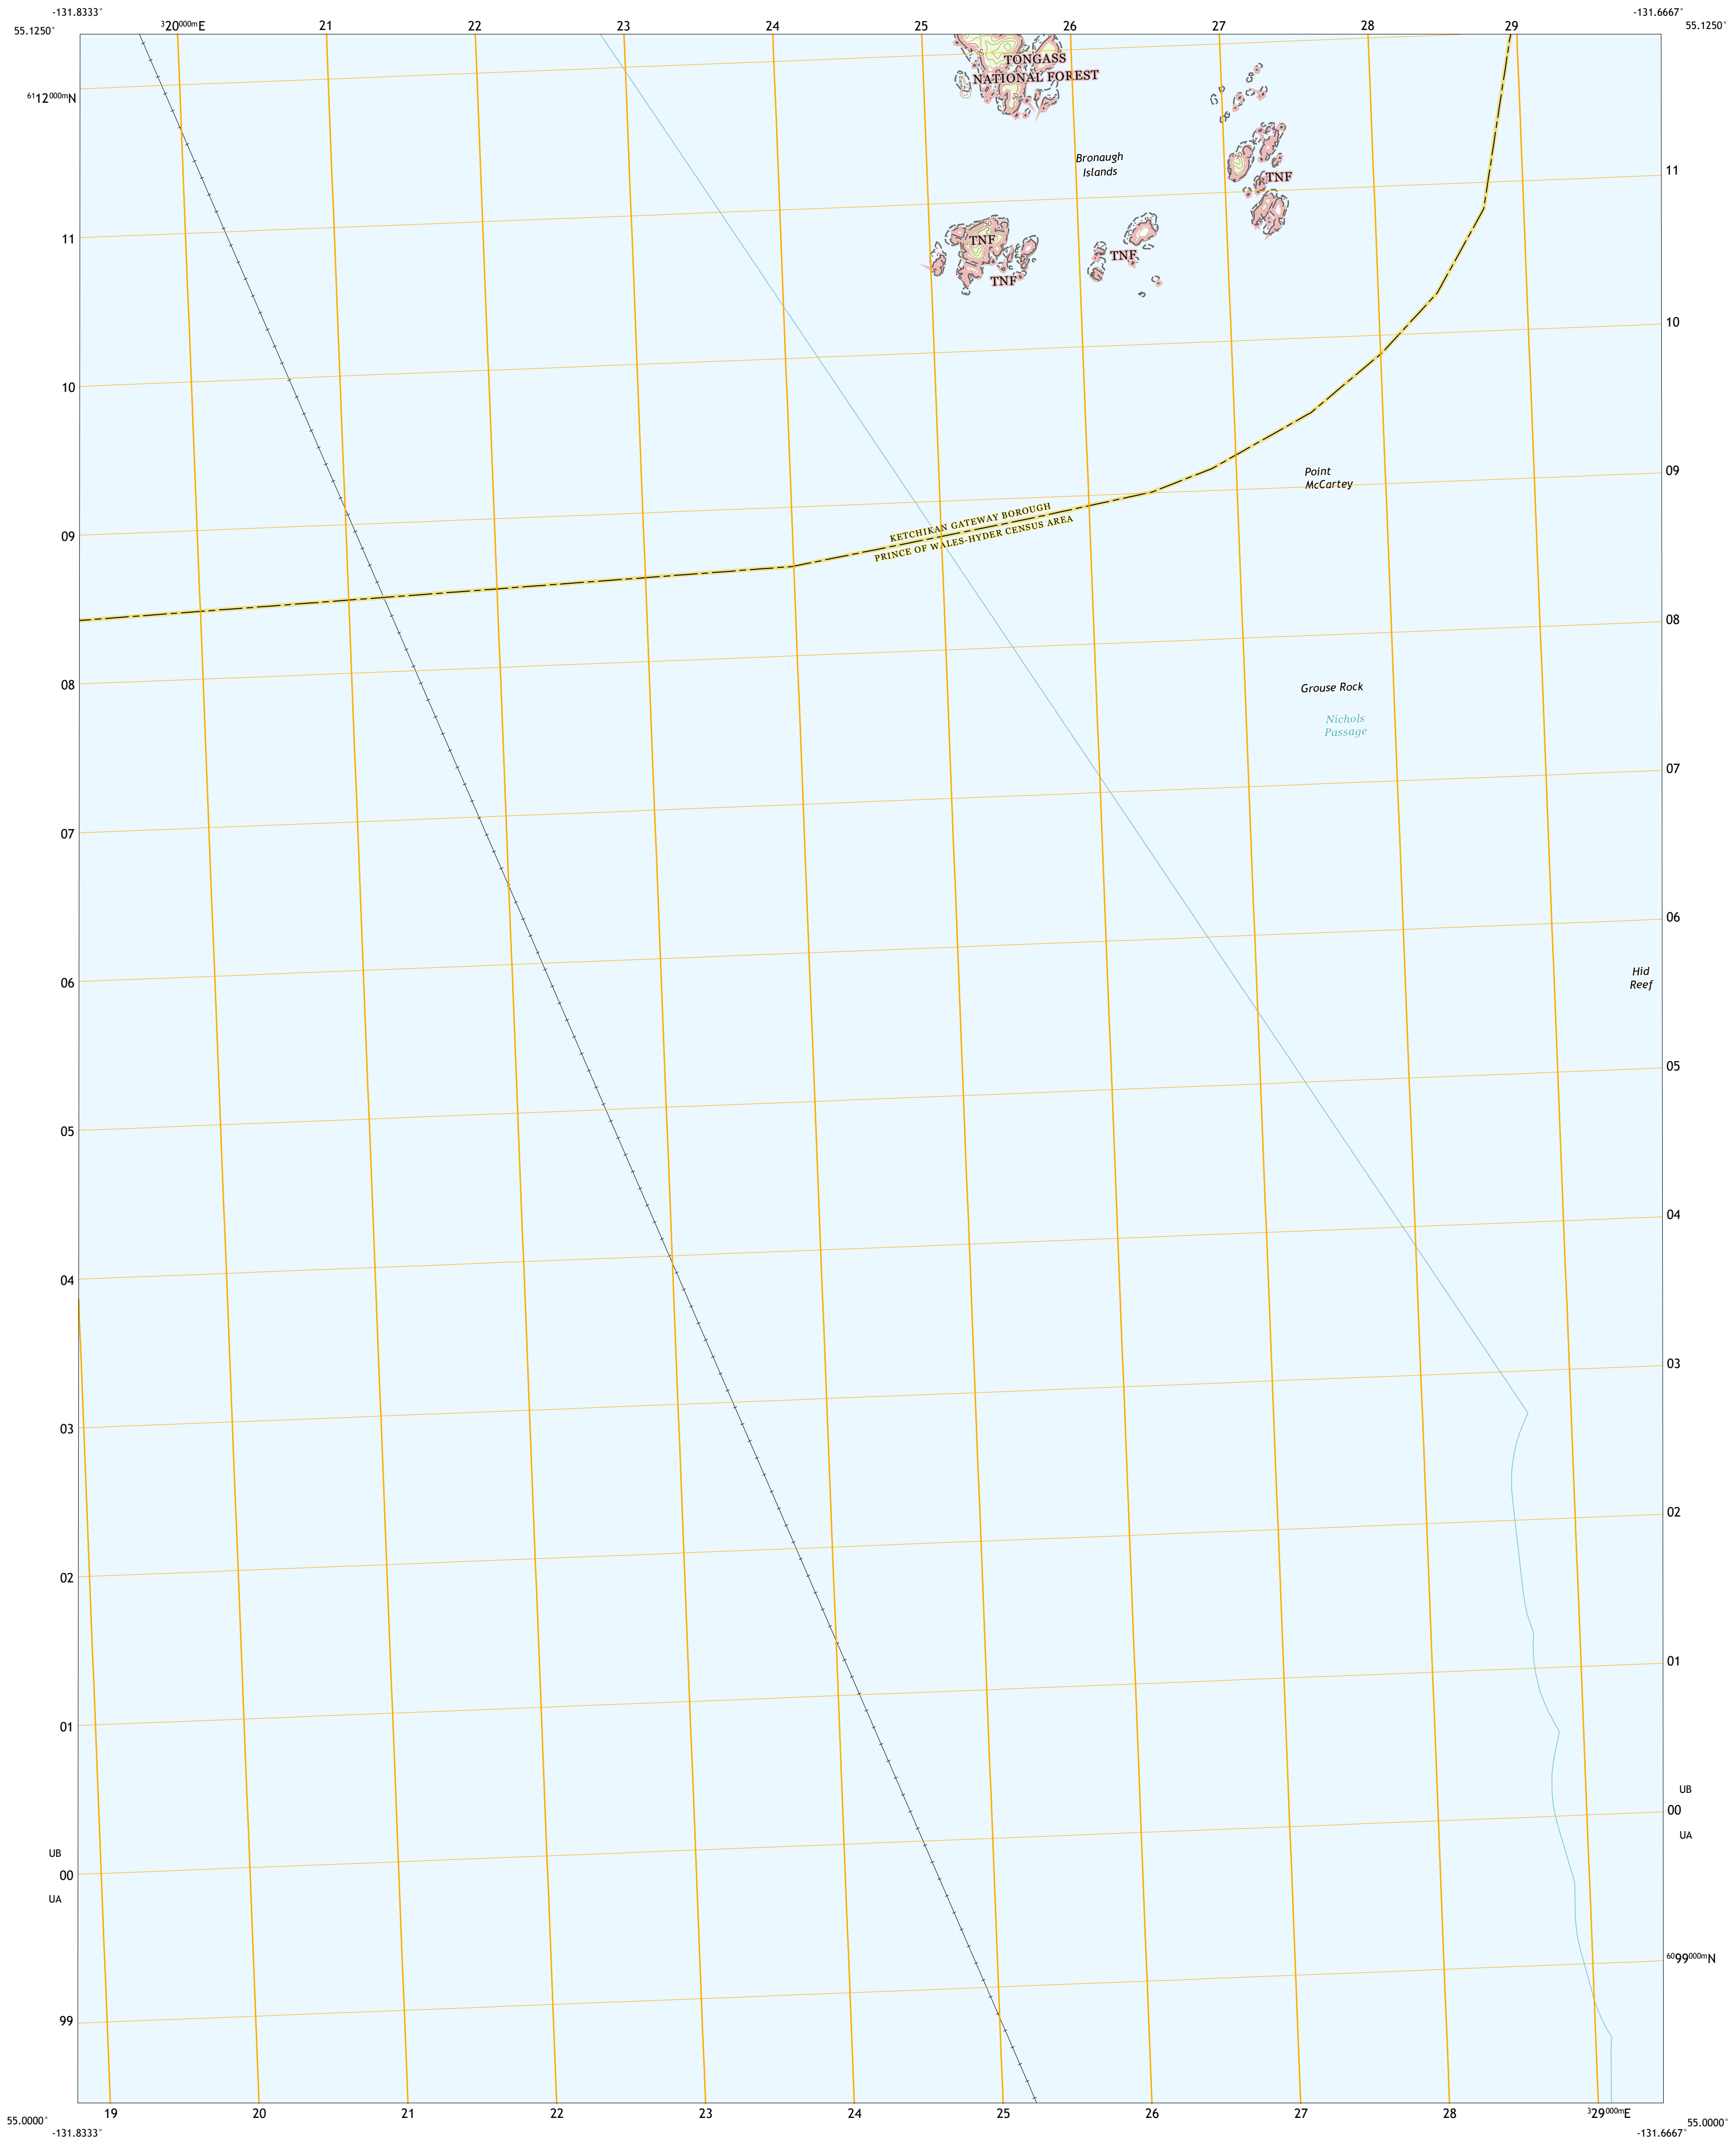 -131.8333°
-131.6667°
55.1250°
³20⁰⁰⁰ᵐE
21
22
23
24
25
26
27
28
29
55.1250°
TONGASS
NATIONAL FOREST
⁶¹12⁰⁰⁰ᵐN
Bronaugh
Islands
11
TNF
11
TNF
TNF
TNF
10
10
09
Point
McCartey
09
KETCHIKAN GATEWAY BOROUGH
PRINCE OF WALES-HYDER CENSUS AREA
08
08
Grouse Rock
Nichols
Passage
07
07
06
Hid
Reef
06
05
05
04
04
03
03
02
02
01
01
UB
00
UA
UB
00
UA
⁶⁰99⁰⁰⁰ᵐN
99
19
20
21
22
23
24
25
26
27
28
³29⁰⁰⁰ᵐE
55.0000°
55.0000°
-131.8333°
-131.6667°